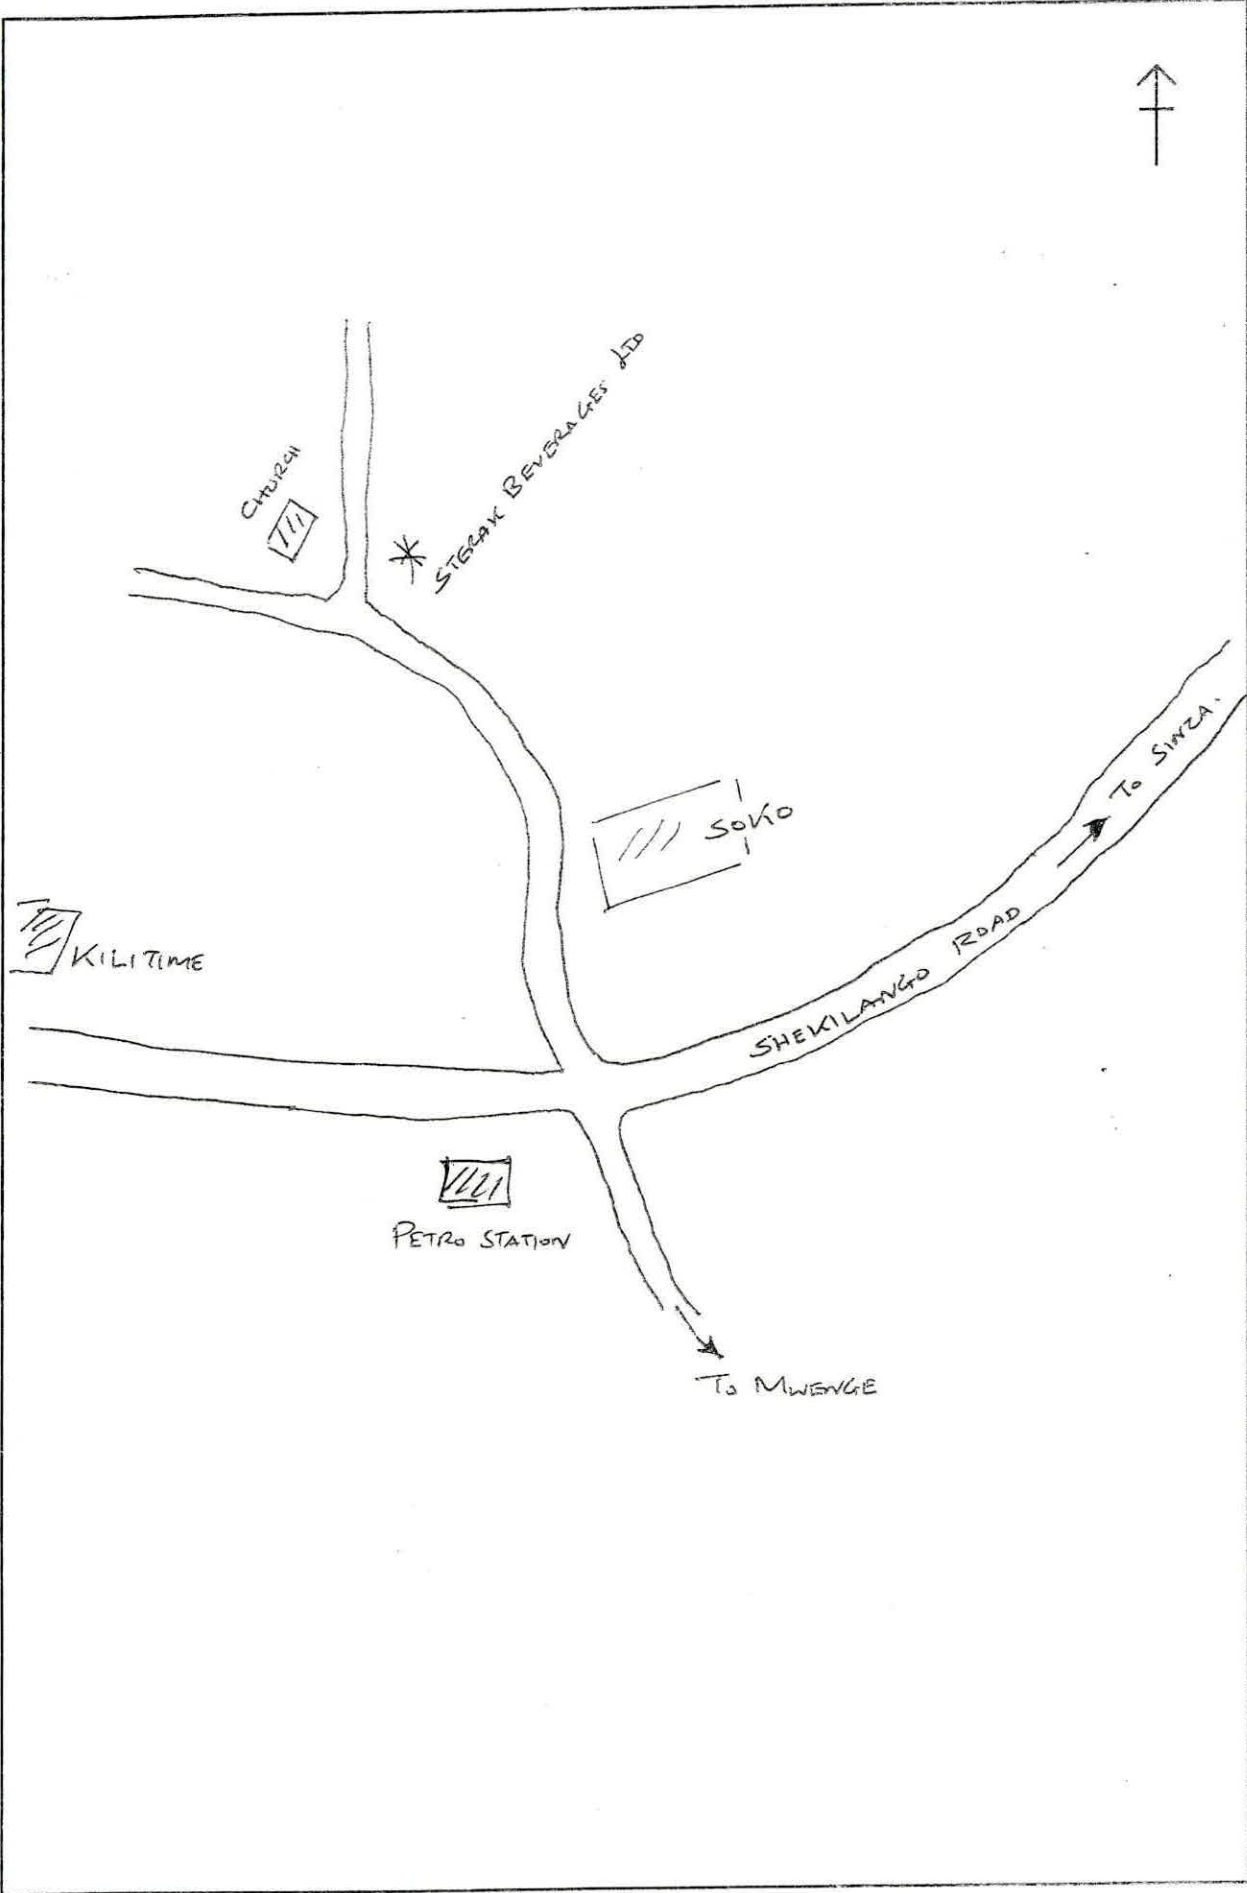 STERAK BEVERAGES LTD
CHURCH
TO SINZA.
SOKO
SHEKILANGO ROAD
KILITIME
PETRO STATION
TO MWENGE